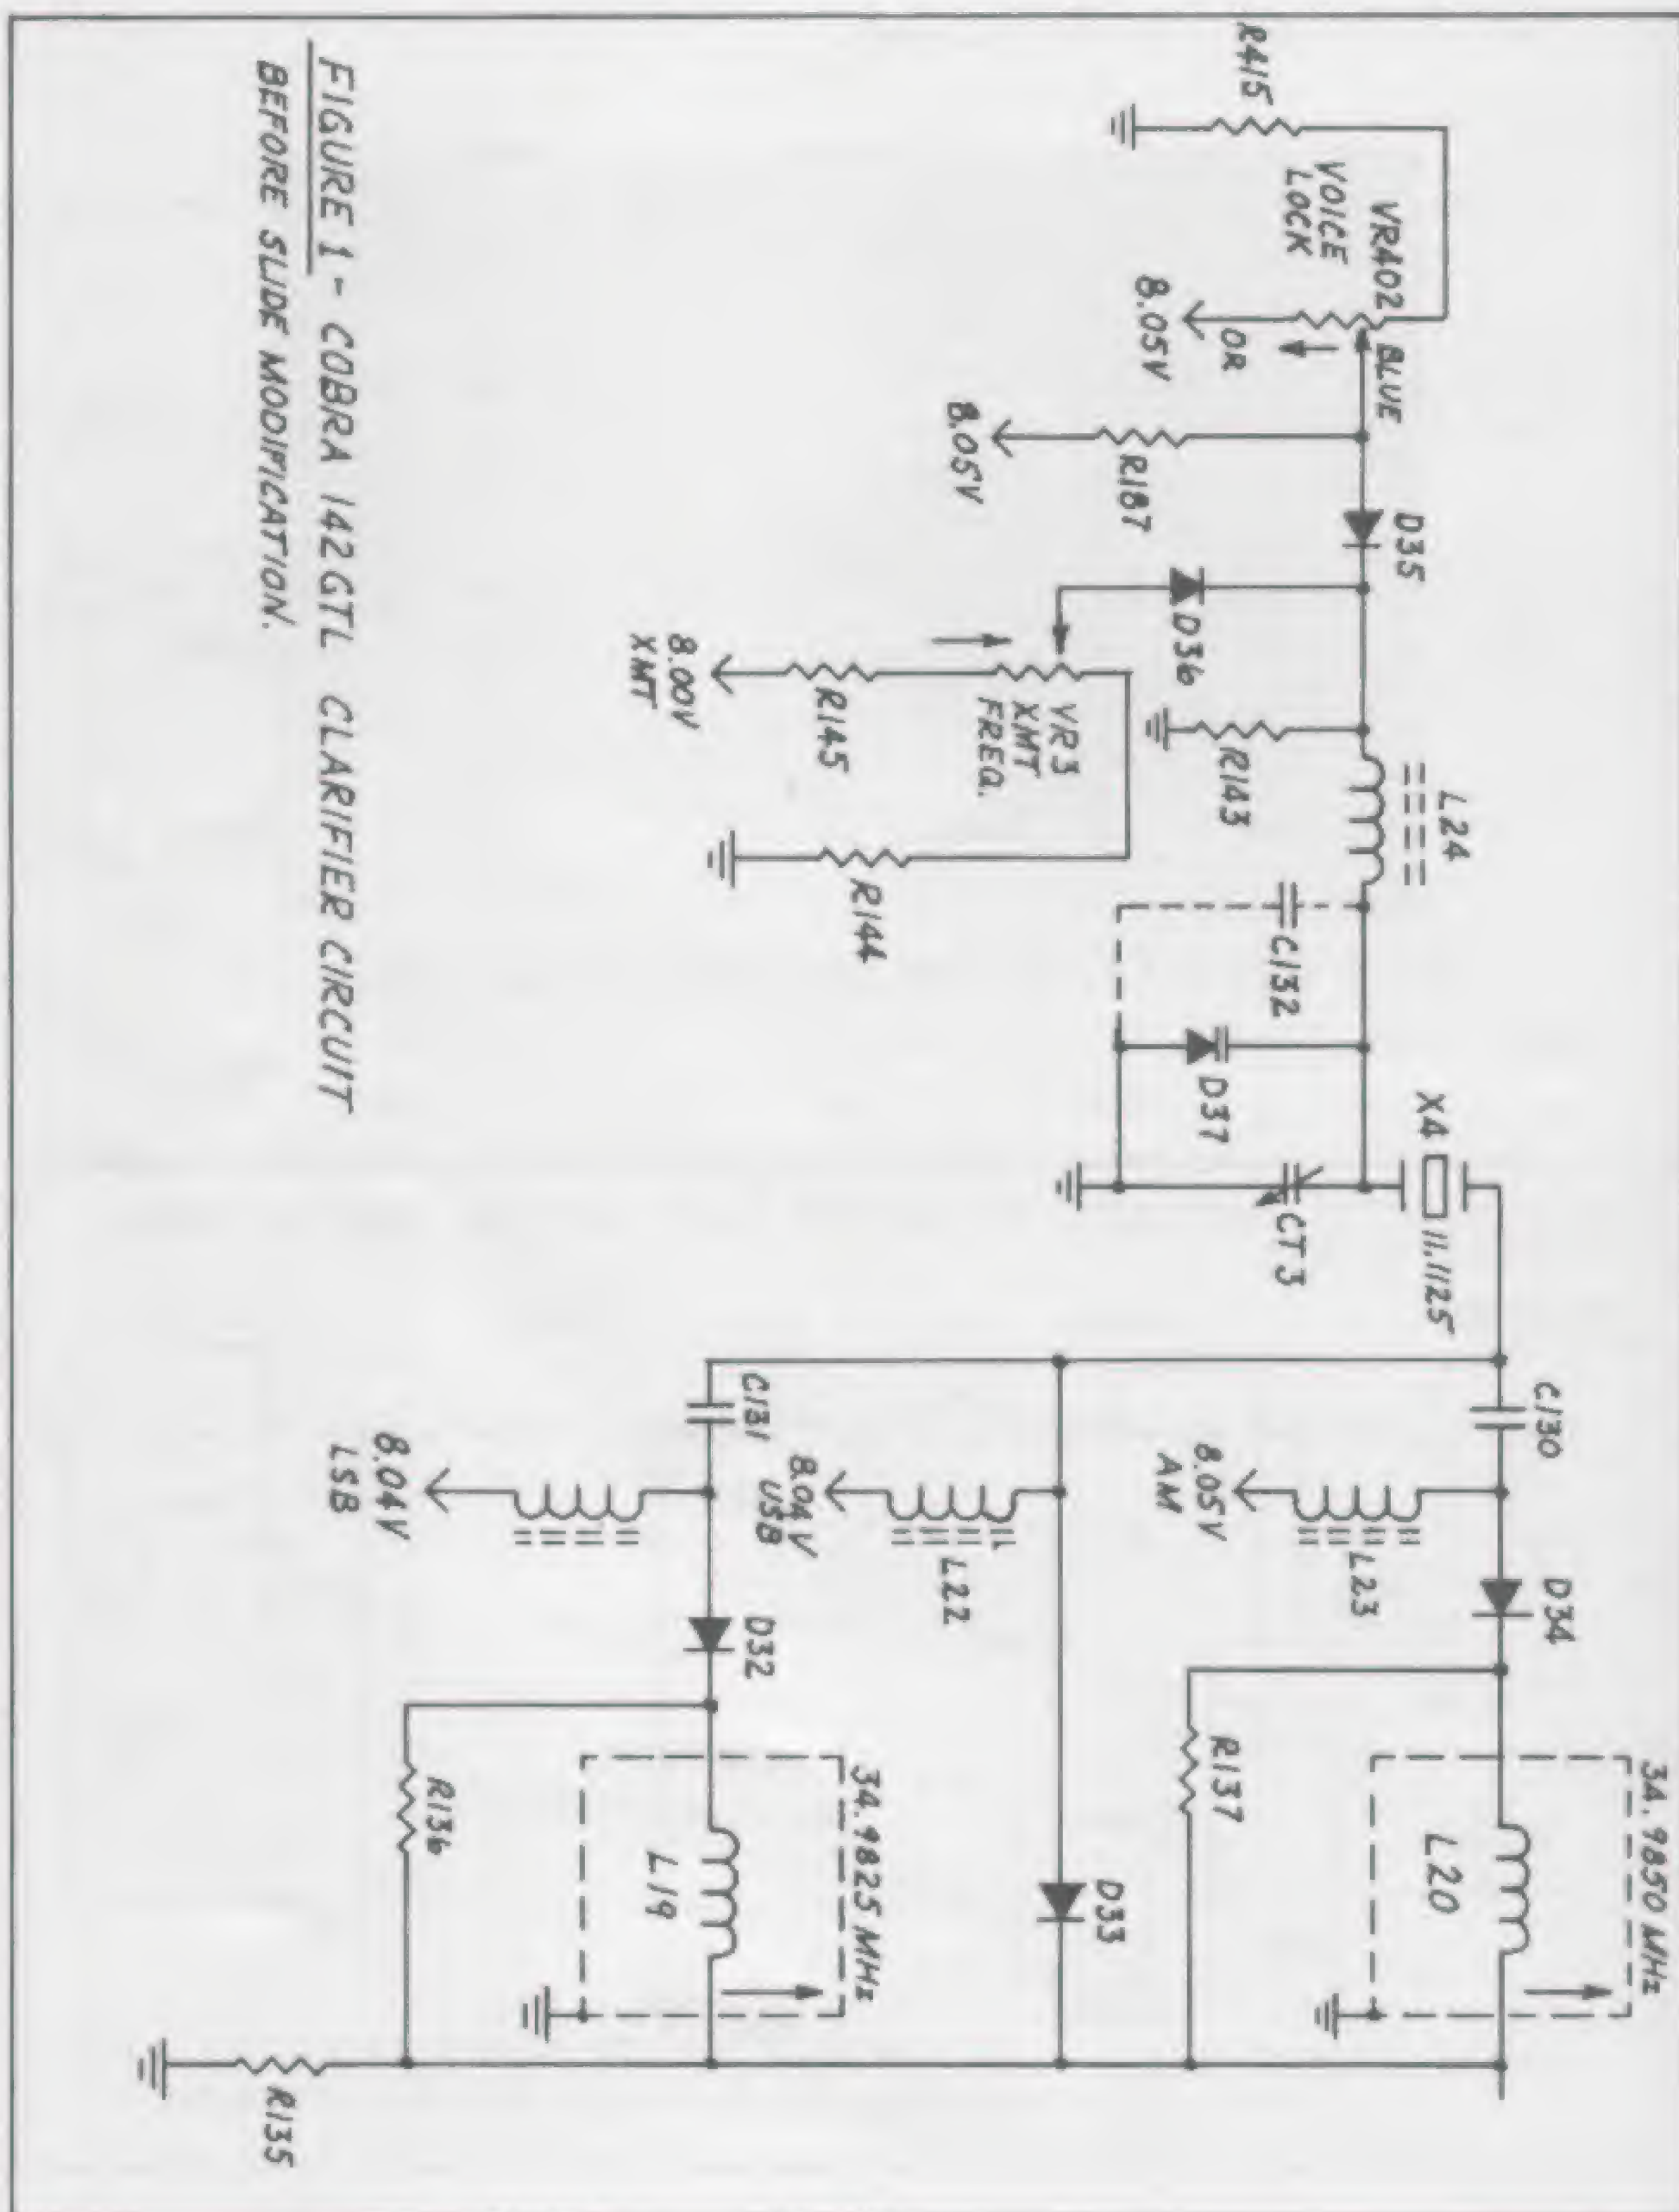 R415
VR402
VOICE
LOCK
BLUE
OR
8.05V
R187
8.05V
D35
D36
VR3
XMT
FREQ.
R145
8.00V
XMT
R143
R144
L24
C132
D37
CT3
X4
11.1125
C130
8.05V
AM
L23
D34
R137
34.9850 MHz
L20
D33
L22
8.04V
USB
C131
8.04V
LSB
D32
R136
34.9825 MHz
L19
R135
FIGURE 1 - COBRA 142 GTL CLARIFIER CIRCUIT
BEFORE SLIDE MODIFICATION.